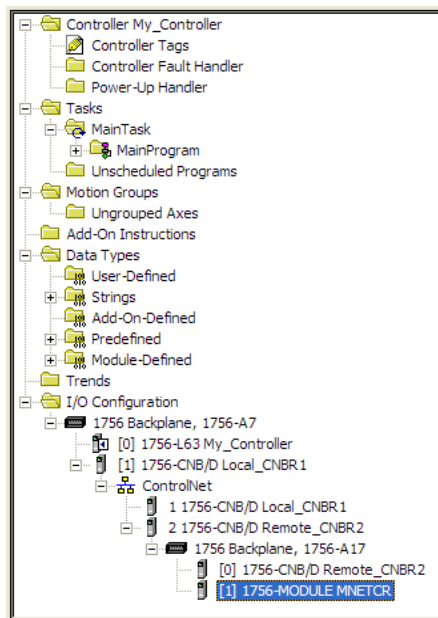 Controller My_Controller
Controller Tags
Controller Fault Handler
Power-Up Handler
Tasks
MainTask
MainProgram
Unscheduled Programs
Motion Groups
Ungrouped Axes
Add-On Instructions
Data Types
User-Defined
Strings
Add-On-Defined
Predefined
Module-Defined
Trends
I/O Configuration
1756 Backplane, 1756-A7
[0] 1756-L63 My_Controller
[1] 1756-CNB/D Local_CNBR1
ControlNet
1 1756-CNB/D Local_CNBR1
2 1756-CNB/D Remote_CNBR2
1756 Backplane, 1756-A17
[0] 1756-CNB/D Remote_CNBR2
[1] 1756-MODULE MNETCR